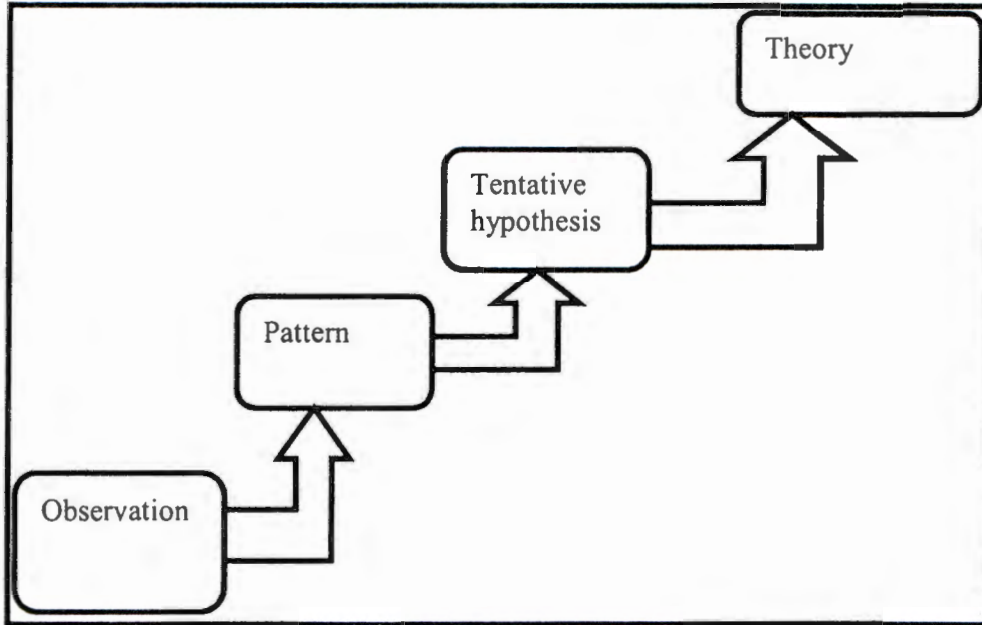 Theory
Tentative
hypothesis
Pattern
Observation